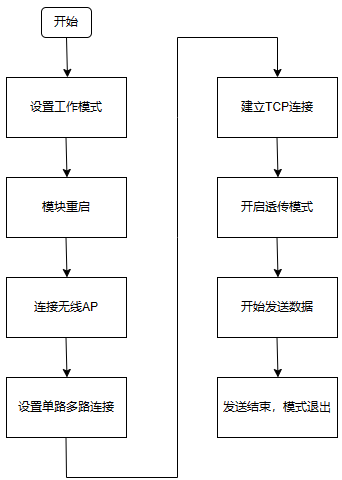 开始
设置工作模式
模块重启
连接无线AP
设置单路多路连接
建立TCP连接
开启透传模式
开始发送数据
发送结束，模式退出